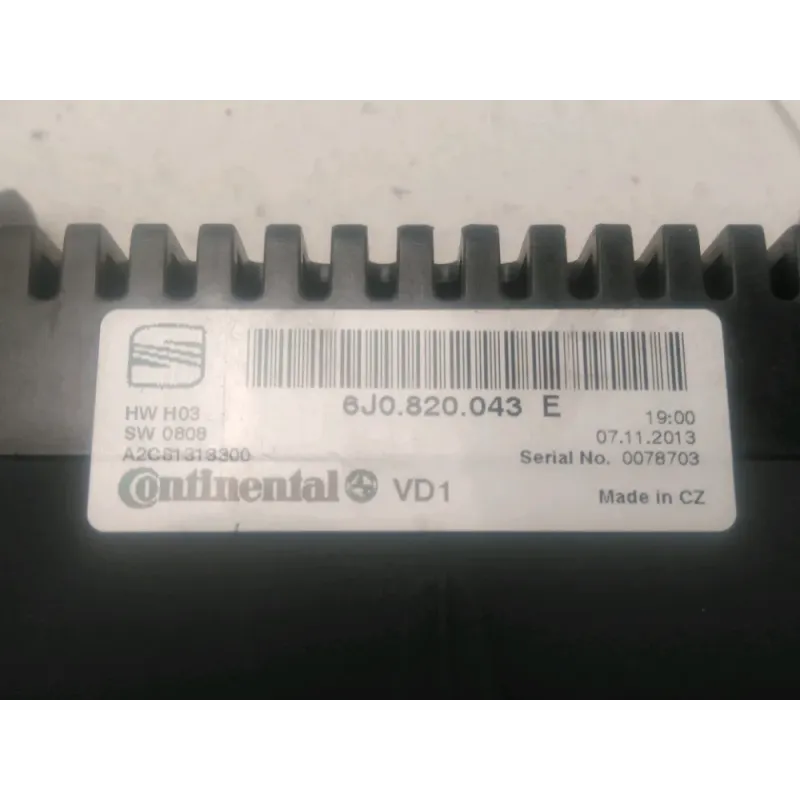 6J0.820.043 E
HW H03
SW 0808
A2C61313300
19:00
07.11.2013
Serial No. 0078703
Continental VD1
Made in CZ